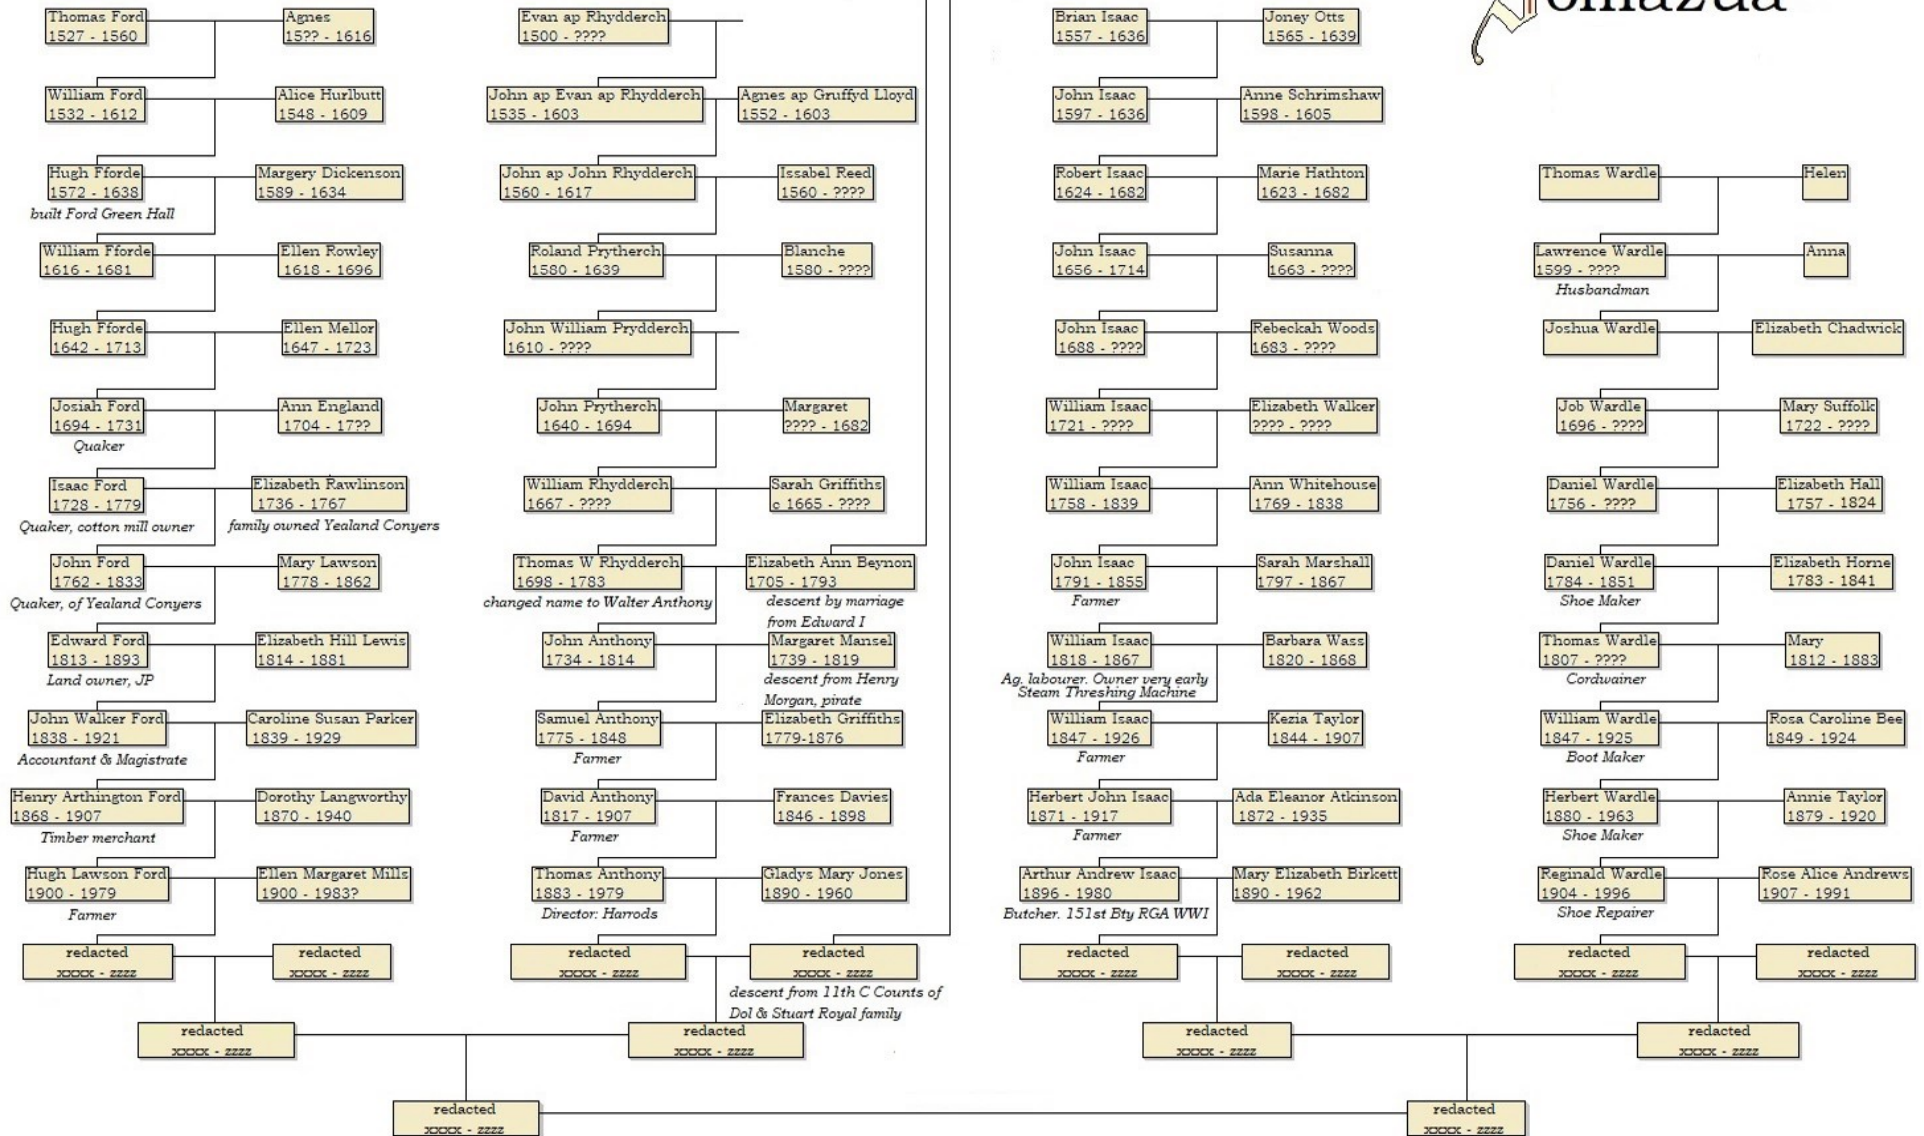 Thomas Ford
1527 - 1560
Agnes
15?? - 1616
Evan ap Rhydderch
1500 - ????
Brian Isaac
1557 - 1636
Joney Otts
1565 - 1639
William Ford
1532 - 1612
Alice Hurlbutt
1548 - 1609
John ap Evan ap Rhydderch
1535 - 1603
Agnes ap Gruffyd Lloyd
1552 - 1603
John Isaac
1597 - 1636
Anne Schrimshaw
1598 - 1605
Hugh Fforde
1572 - 1638
built Ford Green Hall
Margery Dickenson
1589 - 1634
John ap John Rhydderch
1560 - 1617
Issabel Reed
1560 - ????
Robert Isaac
1624 - 1682
Marie Hathton
1623 - 1682
Thomas Wardle
Helen
William Fforde
1616 - 1681
Ellen Rowley
1618 - 1696
Roland Prytherch
1580 - 1639
Blanche
1580 - ????
John Isaac
1656 - 1714
Susanna
1663 - ????
Lawrence Wardle
1599 - ????
Husbandman
Anna
Hugh Fforde
1642 - 1713
Ellen Mellor
1647 - 1723
John William Prydderch
1610 - ????
John Isaac
1688 - ????
Rebeckah Woods
1683 - ????
Joshua Wardle
Elizabeth Chadwick
Josiah Ford
1694 - 1731
Quaker
Ann England
1704 - 17??
John Prytherch
1640 - 1694
Margaret
???? - 1682
William Isaac
1721 - ????
Elizabeth Walker
???? - ????
Job Wardle
1696 - ????
Mary Suffolk
1722 - ????
Isaac Ford
1728 - 1779
Quaker, cotton mill owner
Elizabeth Rawlinson
1736 - 1767
family owned Yealand Conyers
William Rhydderch
1667 - ????
Sarah Griffiths
c 1665 - ????
William Isaac
1758 - 1839
Ann Whitehouse
1769 - 1838
Daniel Wardle
1756 - ????
Elizabeth Hall
1757 - 1824
John Ford
1762 - 1833
Quaker, of Yealand Conyers
Mary Lawson
1778 - 1862
Thomas W Rhydderch
1698 - 1783
changed name to Walter Anthony
Elizabeth Ann Beynon
1705 - 1793
descent by marriage
from Edward I
John Isaac
1791 - 1855
Farmer
Sarah Marshall
1797 - 1867
Daniel Wardle
1784 - 1851
Shoe Maker
Elizabeth Horne
1783 - 1841
Edward Ford
1813 - 1893
Land owner, JP
Elizabeth Hill Lewis
1814 - 1881
John Anthony
1734 - 1814
Margaret Mansel
1739 - 1819
descent from Henry
Morgan, pirate
William Isaac
1818 - 1867
Ag. labourer. Owner very early
Steam Threshing Machine
Barbara Wass
1820 - 1868
Thomas Wardle
1807 - ????
Cordwainer
Mary
1812 - 1883
John Walker Ford
1838 - 1921
Accountant & Magistrate
Caroline Susan Parker
1839 - 1929
Samuel Anthony
1775 - 1848
Farmer
Elizabeth Griffiths
1779-1876
William Isaac
1847 - 1926
Farmer
Kezia Taylor
1844 - 1907
William Wardle
1847 - 1925
Boot Maker
Rosa Caroline Bee
1849 - 1924
Henry Arthington Ford
1868 - 1907
Timber merchant
Dorothy Langworthy
1870 - 1940
David Anthony
1817 - 1907
Farmer
Frances Davies
1846 - 1898
Herbert John Isaac
1871 - 1917
Farmer
Ada Eleanor Atkinson
1872 - 1935
Herbert Wardle
1880 - 1963
Shoe Maker
Annie Taylor
1879 - 1920
Hugh Lawson Ford
1900 - 1979
Farmer
Ellen Margaret Mills
1900 - 1983?
Thomas Anthony
1883 - 1979
Director: Harrods
Gladys Mary Jones
1890 - 1960
Arthur Andrew Isaac
1896 - 1980
Butcher. 151st Bty RGA WWI
Mary Elizabeth Birkett
1890 - 1962
Reginald Wardle
1904 - 1996
Shoe Repairer
Rose Alice Andrews
1907 - 1991
redacted
xxxx - zzzz
redacted
xxxx - zzzz
redacted
xxxx - zzzz
redacted
xxxx - zzzz
descent from 11th C Counts of
Dol & Stuart Royal family
redacted
xxxx - zzzz
redacted
xxxx - zzzz
redacted
xxxx - zzzz
redacted
xxxx - zzzz
redacted
xxxx - zzzz
redacted
xxxx - zzzz
redacted
xxxx - zzzz
redacted
xxxx - zzzz
redacted
xxxx - zzzz
redacted
xxxx - zzzz